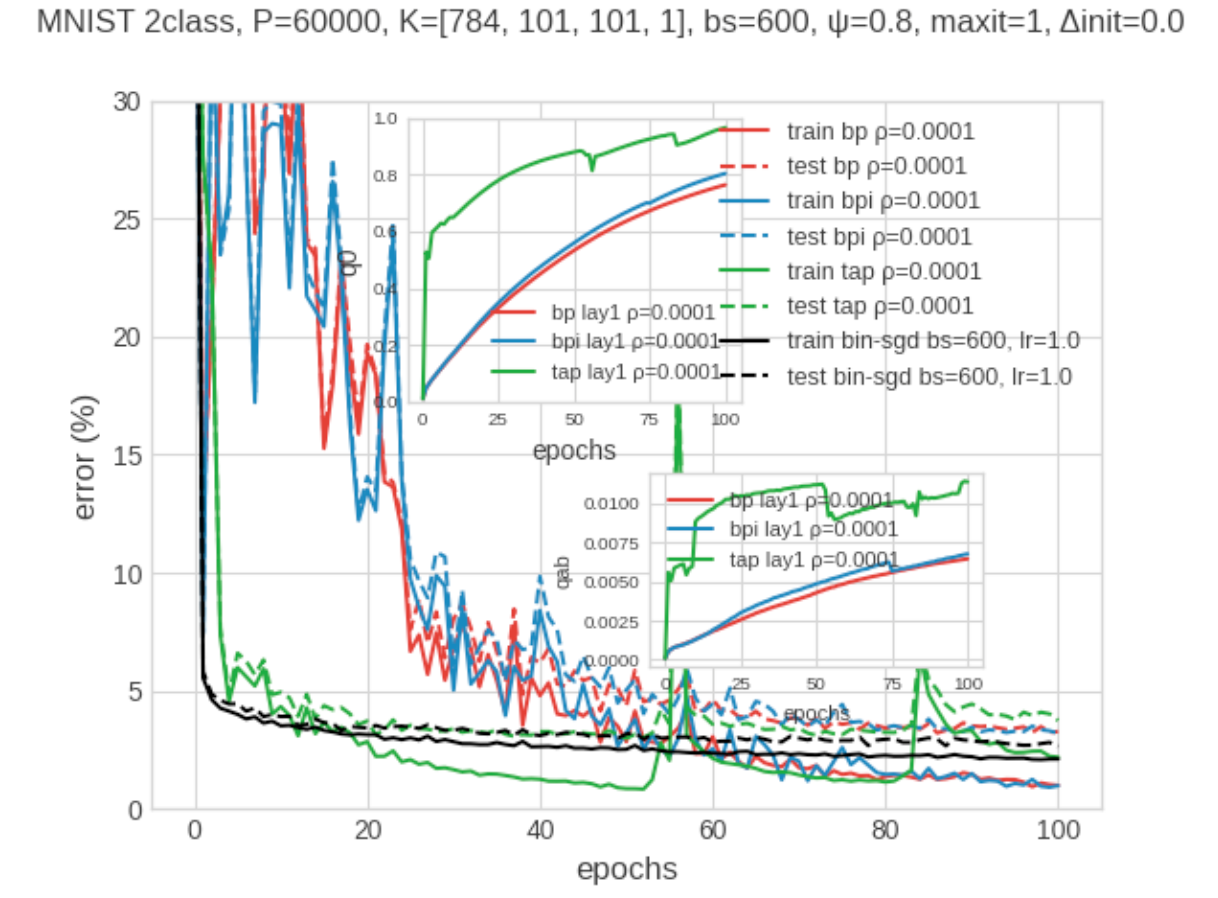 MNIST 2class, P=60000, K=[784, 101, 101, 1], bs=600, ψ=0.8, maxit=1, Δinit=0.0
error (%)
30
25
20
15
10
5
0
0
20
40
60
80
100
epochs
train bp ρ=0.0001
test bp ρ=0.0001
train bpi ρ=0.0001
test bpi ρ=0.0001
train tap ρ=0.0001
test tap ρ=0.0001
train bin-sgd bs=600, lr=1.0
test bin-sgd bs=600, lr=1.0
q0
1.0
0.8
0.6
0.4
0.2
0.0
bp lay1 ρ=0.0001
bpi lay1 ρ=0.0001
tap lay1 ρ=0.0001
0
25
50
75
100
epochs
qab
0.0100
0.0075
0.0050
0.0025
0.0000
bp lay1 ρ=0.0001
bpi lay1 ρ=0.0001
tap lay1 ρ=0.0001
0
25
50
75
100
epochs